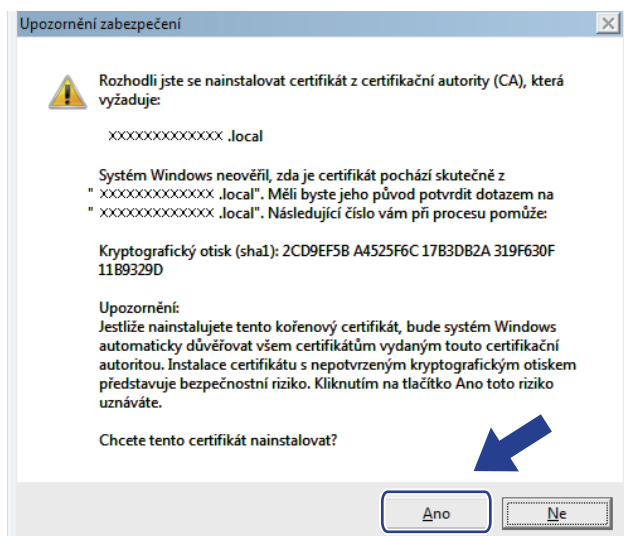 Upozornění zabezpečení
Rozhodli jste se nainstalovat certifikát z certifikační autority (CA), která
vyžaduje:
XXXXXXXXXXXXX .local
Systém Windows neověřil, zda je certifikát pochází skutečně z
" XXXXXXXXXXXXX .local". Měli byste jeho původ potvrdit dotazem na
" XXXXXXXXXXXXX .local". Následující číslo vám při procesu pomůže:
Kryptografický otisk (sha1): 2CD9EF5B A4525F6C 17B3DB2A 319F630F
11B9329D
Upozornění:
Jestliže nainstalujete tento kořenový certifikát, bude systém Windows
automaticky důvěřovat všem certifikátům vydaným touto certifikační
autoritou. Instalace certifikátu s nepotvrzeným kryptografickým otiskem
představuje bezpečnostní riziko. Kliknutím na tlačítko Ano toto riziko
uznáváte.
Chcete tento certifikát nainstalovat?
Ano Ne